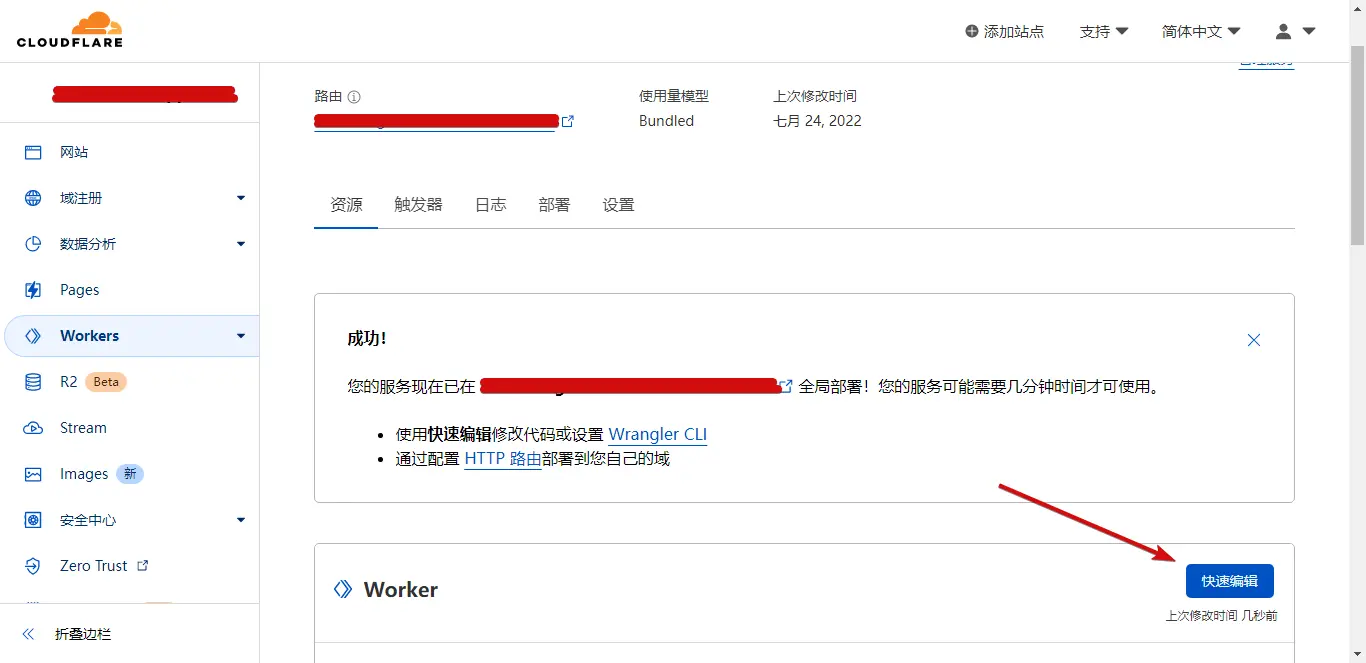 CLOUDFLARE
添加站点 支持 简体中文
路由 使用量模型 上次修改时间
Bundled 七月 24, 2022
网站
域注册
数据分析
Pages
Workers
R2 Beta
Stream
Images 新
安全中心
Zero Trust
折叠边栏
资源 触发器 日志 部署 设置
成功!
您的服务现在已在 全局部署！您的服务可能需要几分钟时间才可使用。
使用快速编辑修改代码或设置 Wrangler CLI
通过配置 HTTP 路由部署到您自己的域
Worker
快速编辑
上次修改时间 几秒前